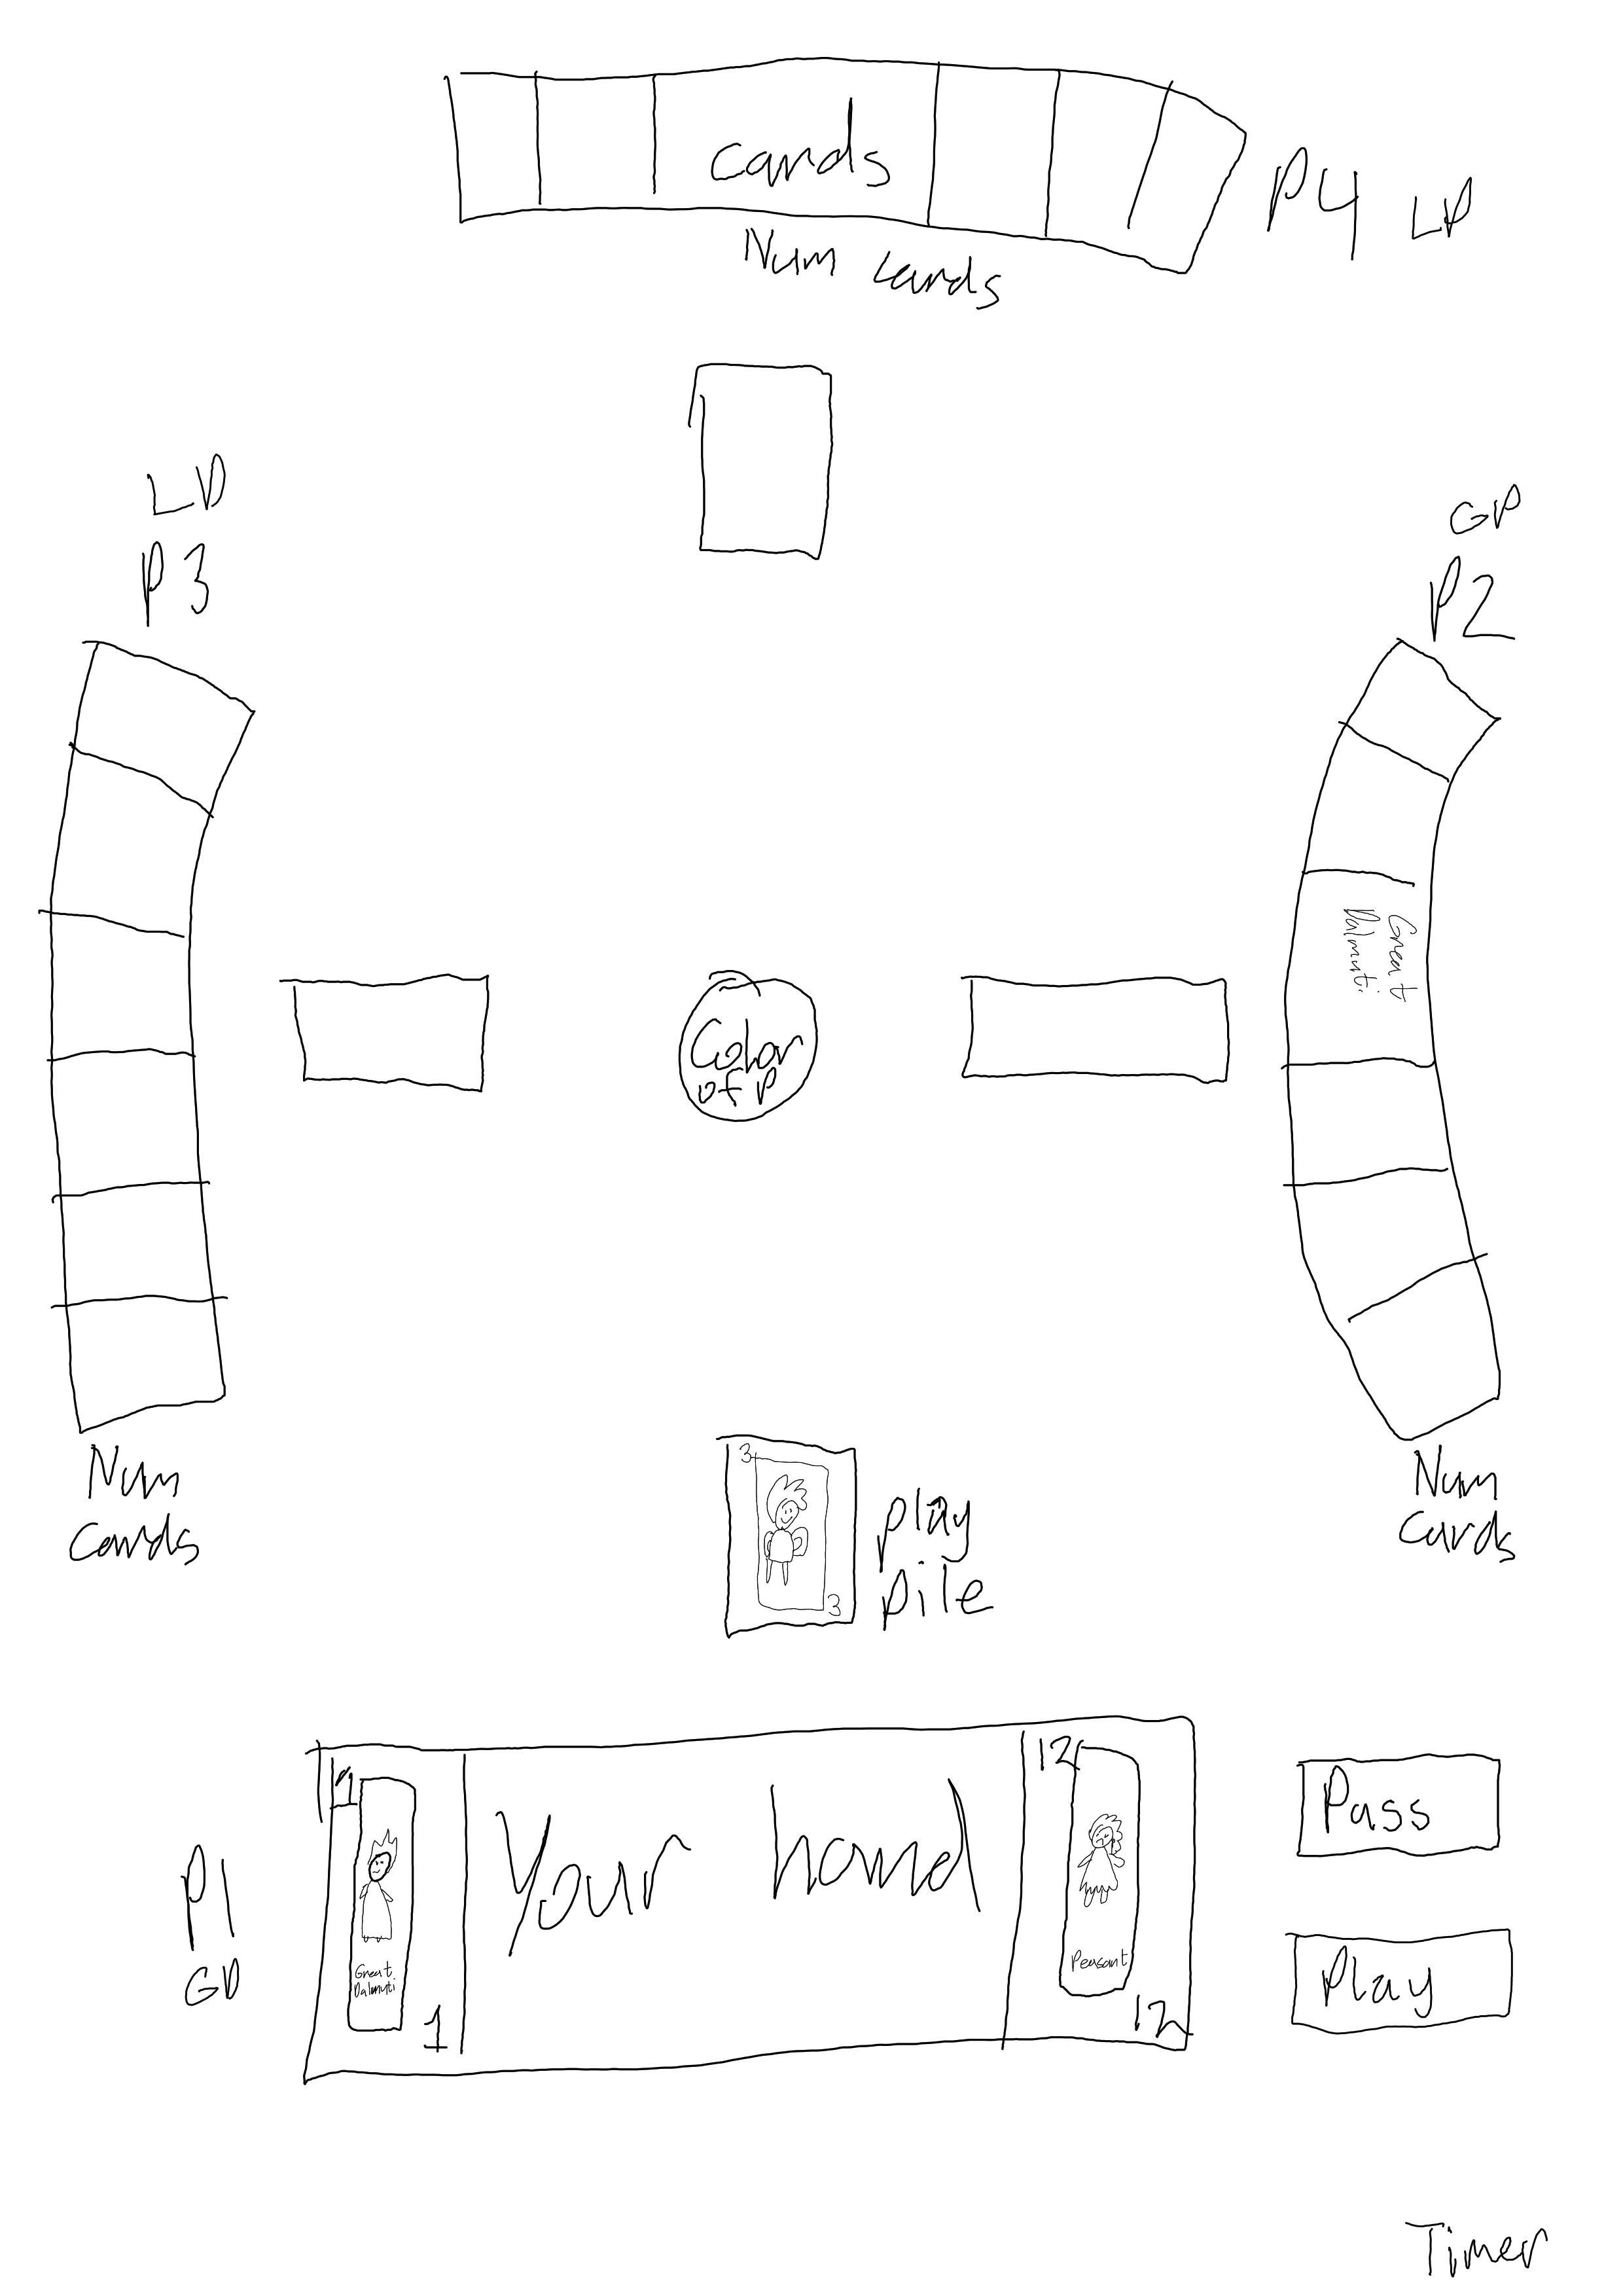 cards
P4 LP
Num cards
LD
P3
GP
P2
Great
Dalmuti
Color
of P
Num
Cards
Num
Cards
3
3
play
pile
1
Great
Dalmuti
1
Your hand
12
Peasant
12
P1
GD
Pass
Play
Timer